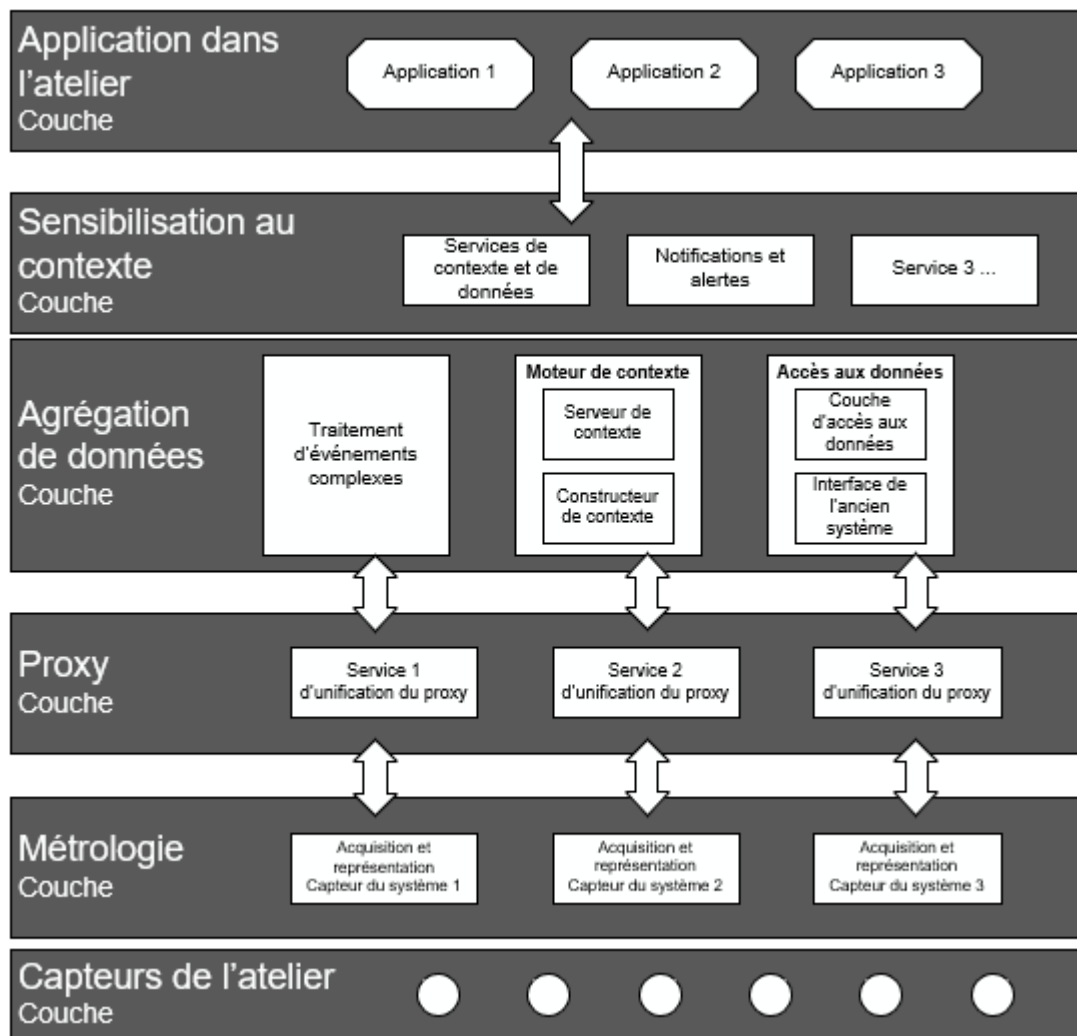 Application dans
l'atelier
Couche
Application 1
Application 2
Application 3
Sensibilisation au
contexte
Couche
Services de
contexte et de
données
Notifications et
alertes
Service 3 ...
Agrégation
de données
Couche
Traitement
d'événements
complexes
Moteur de contexte
Serveur de
contexte
Constructeur
de contexte
Accès aux données
Couche
d'accès aux
données
Interface de
l'ancien
système
Proxy
Couche
Service 1
d'unification du proxy
Service 2
d'unification du proxy
Service 3
d'unification du proxy
Métrologie
Couche
Acquisition et
représentation
Capteur du système 1
Acquisition et
représentation
Capteur du système 2
Acquisition et
représentation
Capteur du système 3
Capteurs de l'atelier
Couche